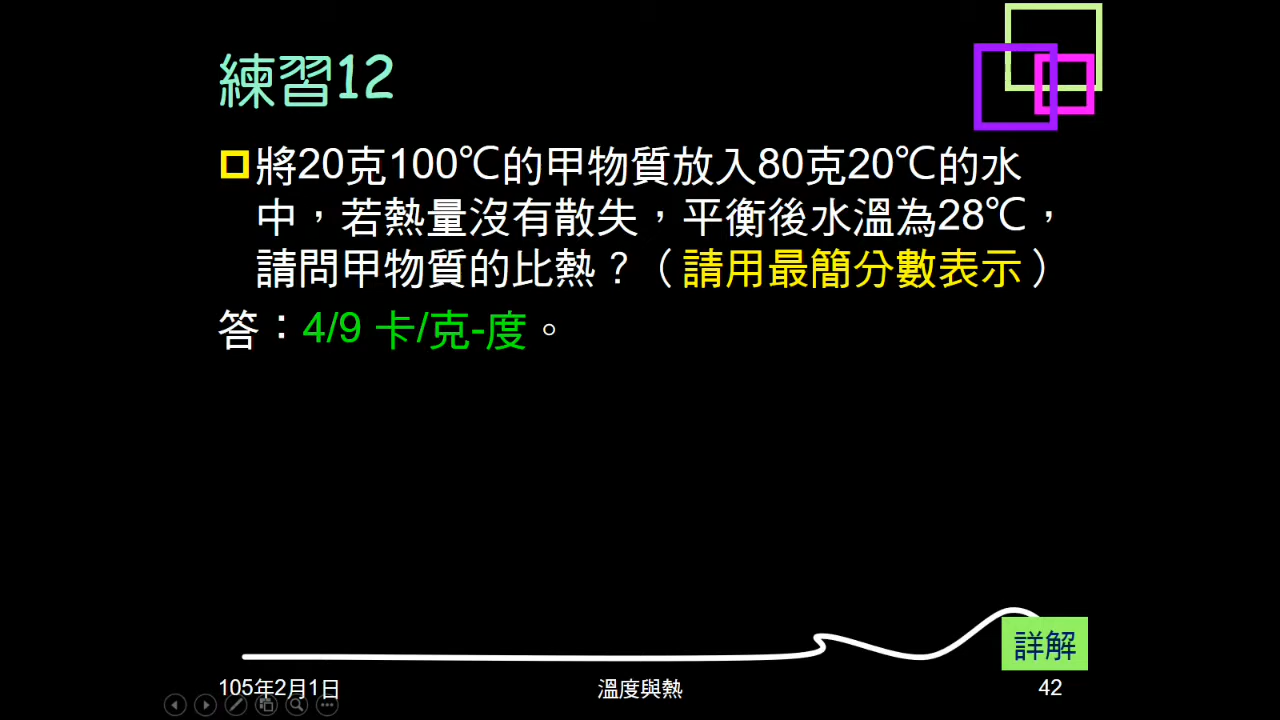 練習12
將20克100℃的甲物質放入80克20℃的水
中，若熱量沒有散失，平衡後水溫為28℃，
請問甲物質的比熱？（請用最簡分數表示）
答：4/9 卡/克-度。
詳解
105年2月1日
溫度與熱
42